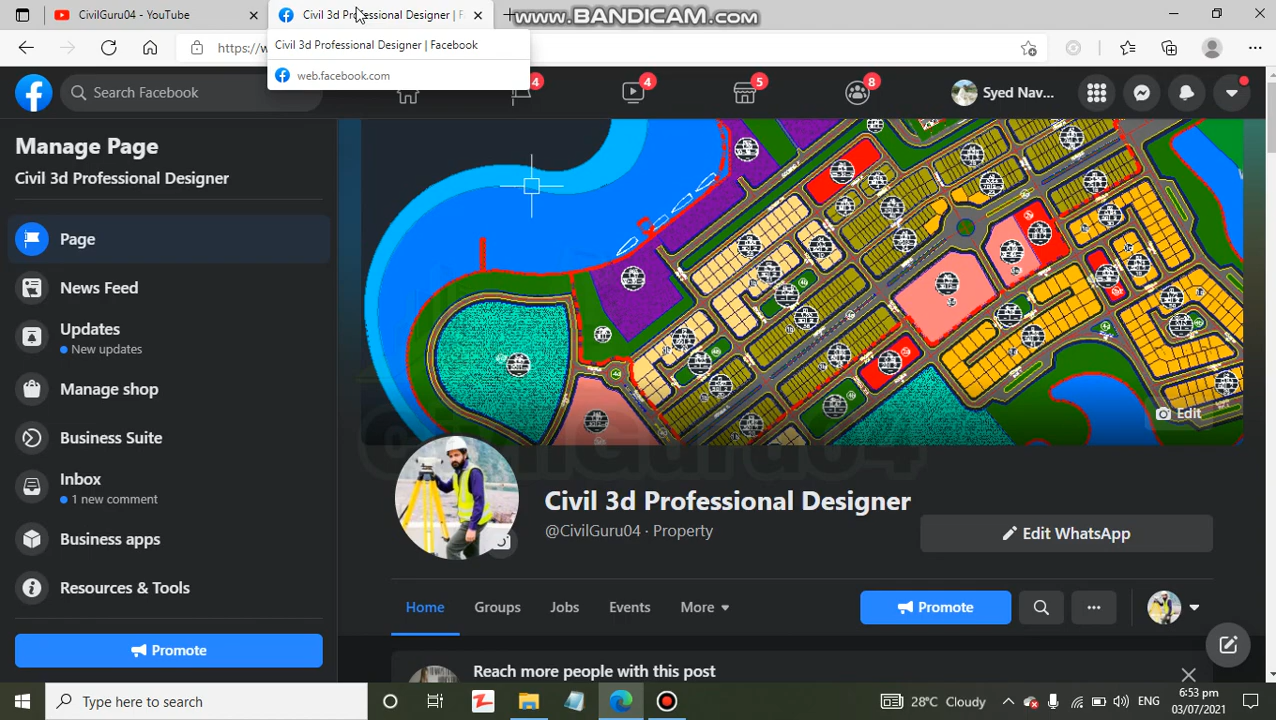 CivilGuru04 - YouTube
Civil 3d Professional Designer | F
www.BANDICAM.com
https://w
Civil 3d Professional Designer | Facebook
web.facebook.com
Search Facebook
4
4
5
8
Syed Nav...
Manage Page
Civil 3d Professional Designer
Page
News Feed
Updates
New updates
Manage shop
Business Suite
Inbox
1 new comment
Business apps
Resources & Tools
Promote
Edit
CivilGuru04
Civil 3d Professional Designer
@CivilGuru04 · Property
Edit WhatsApp
Home
Groups
Jobs
Events
More
Promote
Reach more people with this post
Type here to search
28°C Cloudy
ENG
6:53 pm
03/07/2021